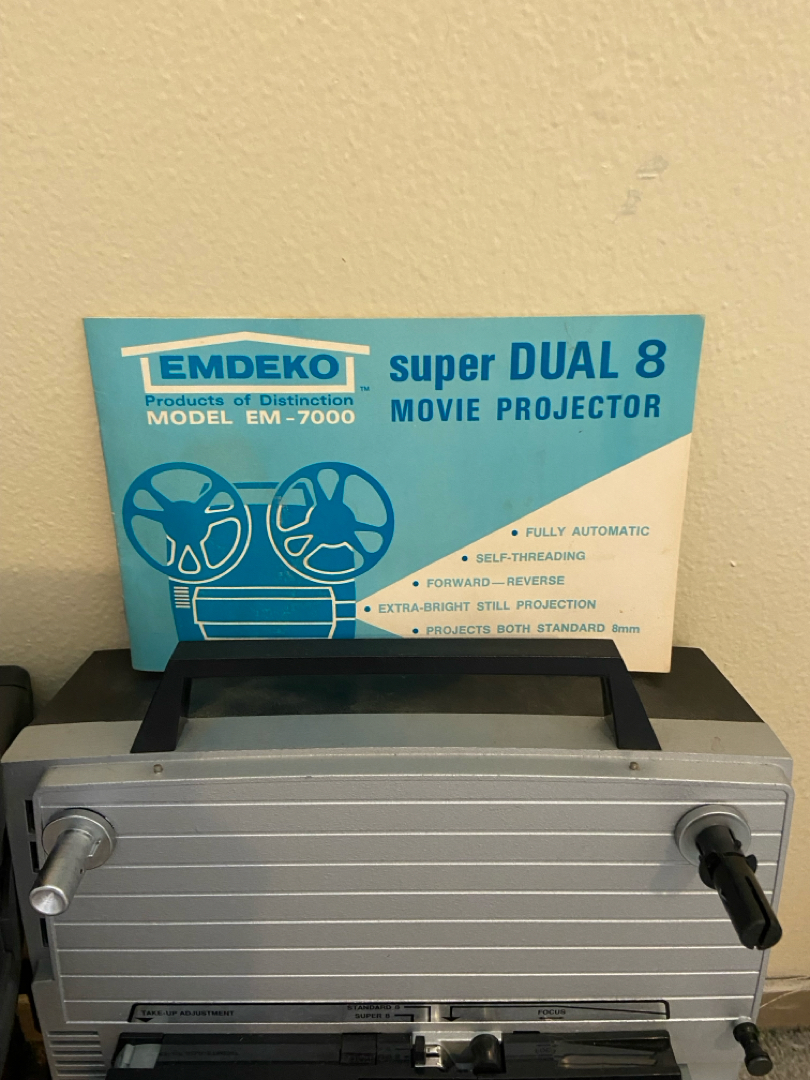 EMDEKO
TM
Products of Distinction
MODEL EM-7000
super DUAL 8
MOVIE PROJECTOR
• FULLY AUTOMATIC
• SELF-THREADING
• FORWARD—REVERSE
• EXTRA-BRIGHT STILL PROJECTION
• PROJECTS BOTH STANDARD 8mm
TAKE-UP ADJUSTMENT
STANDARD 8
SUPER 8
FOCUS